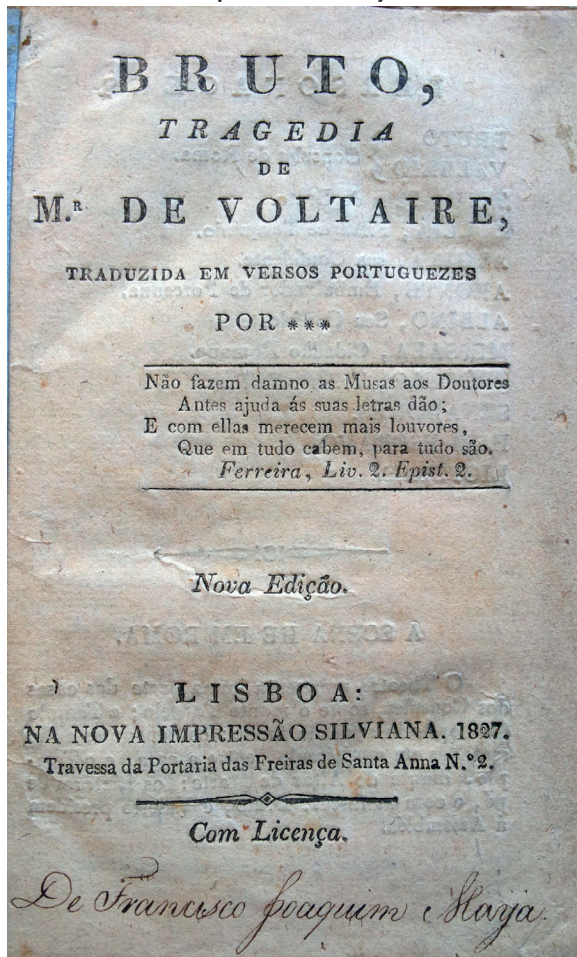 BRUTO,
TRAGEDIA
DE
M.R DE VOLTAIRE,
TRADUZIDA EM VERSOS PORTUGUEZES
POR ***
Não fazem damno as Musas aos Doutores
Antes ajuda ás suas letras dão;
E com ellas merecem mais louvores,
Que em tudo cabem, para tudo são.
Ferreira, Liv. 2. Epist. 2.
Nova Edição.
LISBOA:
NA NOVA IMPRESSÃO SILVIANA. 1827.
Travessa da Portaria das Freiras de Santa Anna N.º 2.
Com Licença.
De Francisco Joaquim Maya.